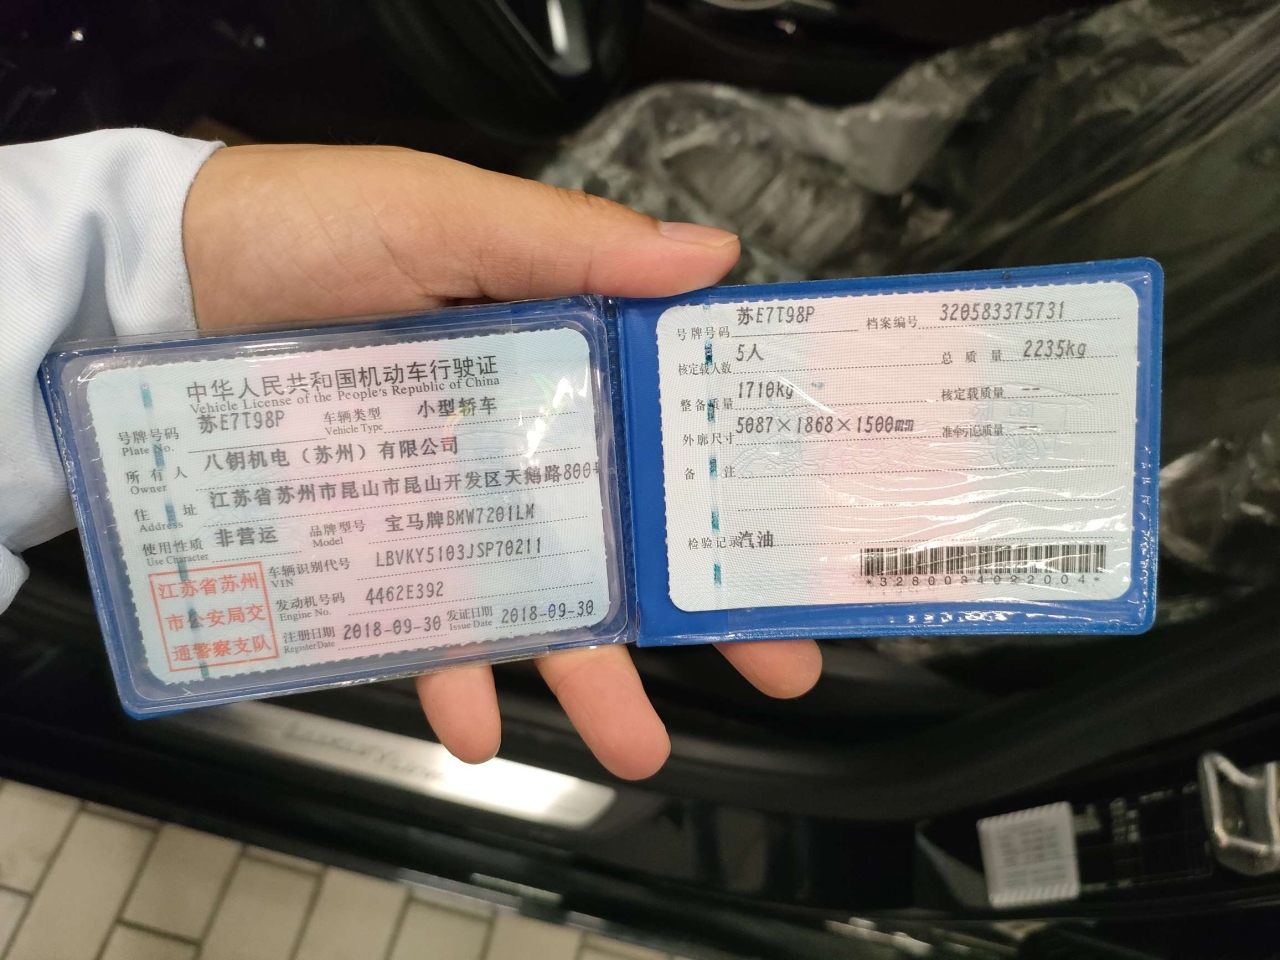 中华人民共和国机动车行驶证
Vehicle License of the People's Republic of China
号牌号码 苏E7T98P 车辆类型 小型轿车
Plate No. Vehicle Type
所有人 八钥机电（苏州）有限公司
Owner
住址 江苏省苏州市昆山市昆山开发区天鹅路800号
Address
使用性质 非营运 品牌型号 宝马牌BMW7201LM
Use Character Model
江苏省苏州
市公安局交
通警察支队
车辆识别代号 LBVKY5103JSP70211
VIN
发动机号码 4462E392
Engine No.
注册日期 2018-09-30 发证日期 2018-09-30
Register Date Issue Date
号牌号码 苏E7T98P 档案编号 320583375731
核定载人数 5人 总质量 2235kg
整备质量 1710kg 核定载质量 --
外廓尺寸 5087×1868×1500mm 准牵引总质量 --
备注
检验记录 汽油
*3280034022004*